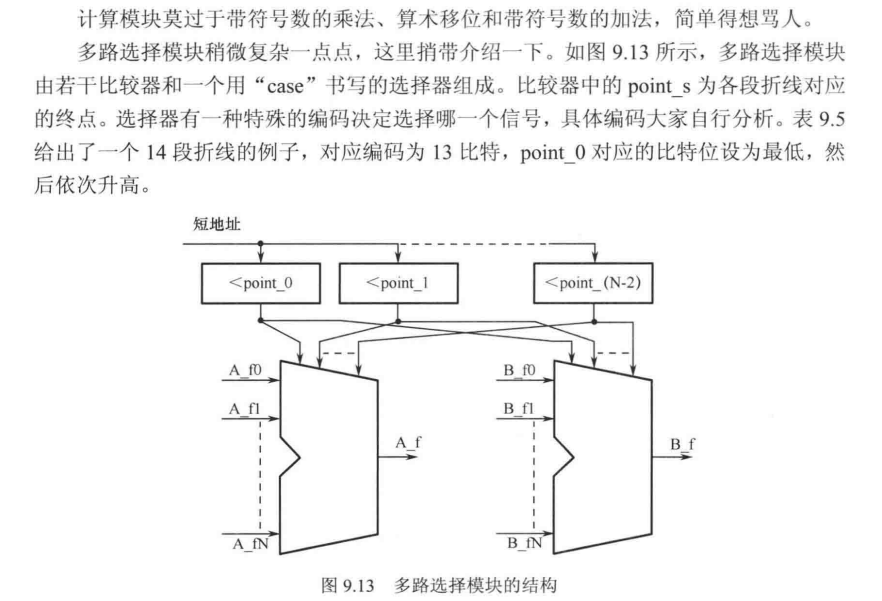 计算模块莫过于带符号数的乘法、算术移位和带符号数的加法，简单得想骂人。
多路选择模块稍微复杂一点点，这里捎带介绍一下。如图 9.13 所示，多路选择模块
由若干比较器和一个用“case”书写的选择器组成。比较器中的 point_s 为各段折线对应
的终点。选择器有一种特殊的编码决定选择哪一个信号，具体编码大家自行分析。表 9.5
给出了一个 14 段折线的例子，对应编码为 13 比特，point_0 对应的比特位设为最低，然
后依次升高。
短地址
<point_0 <point_1 <point_(N-2)
A_f0 B_f0
A_f1 B_f1
A_f B_f
A_fN B_fN
图 9.13 多路选择模块的结构